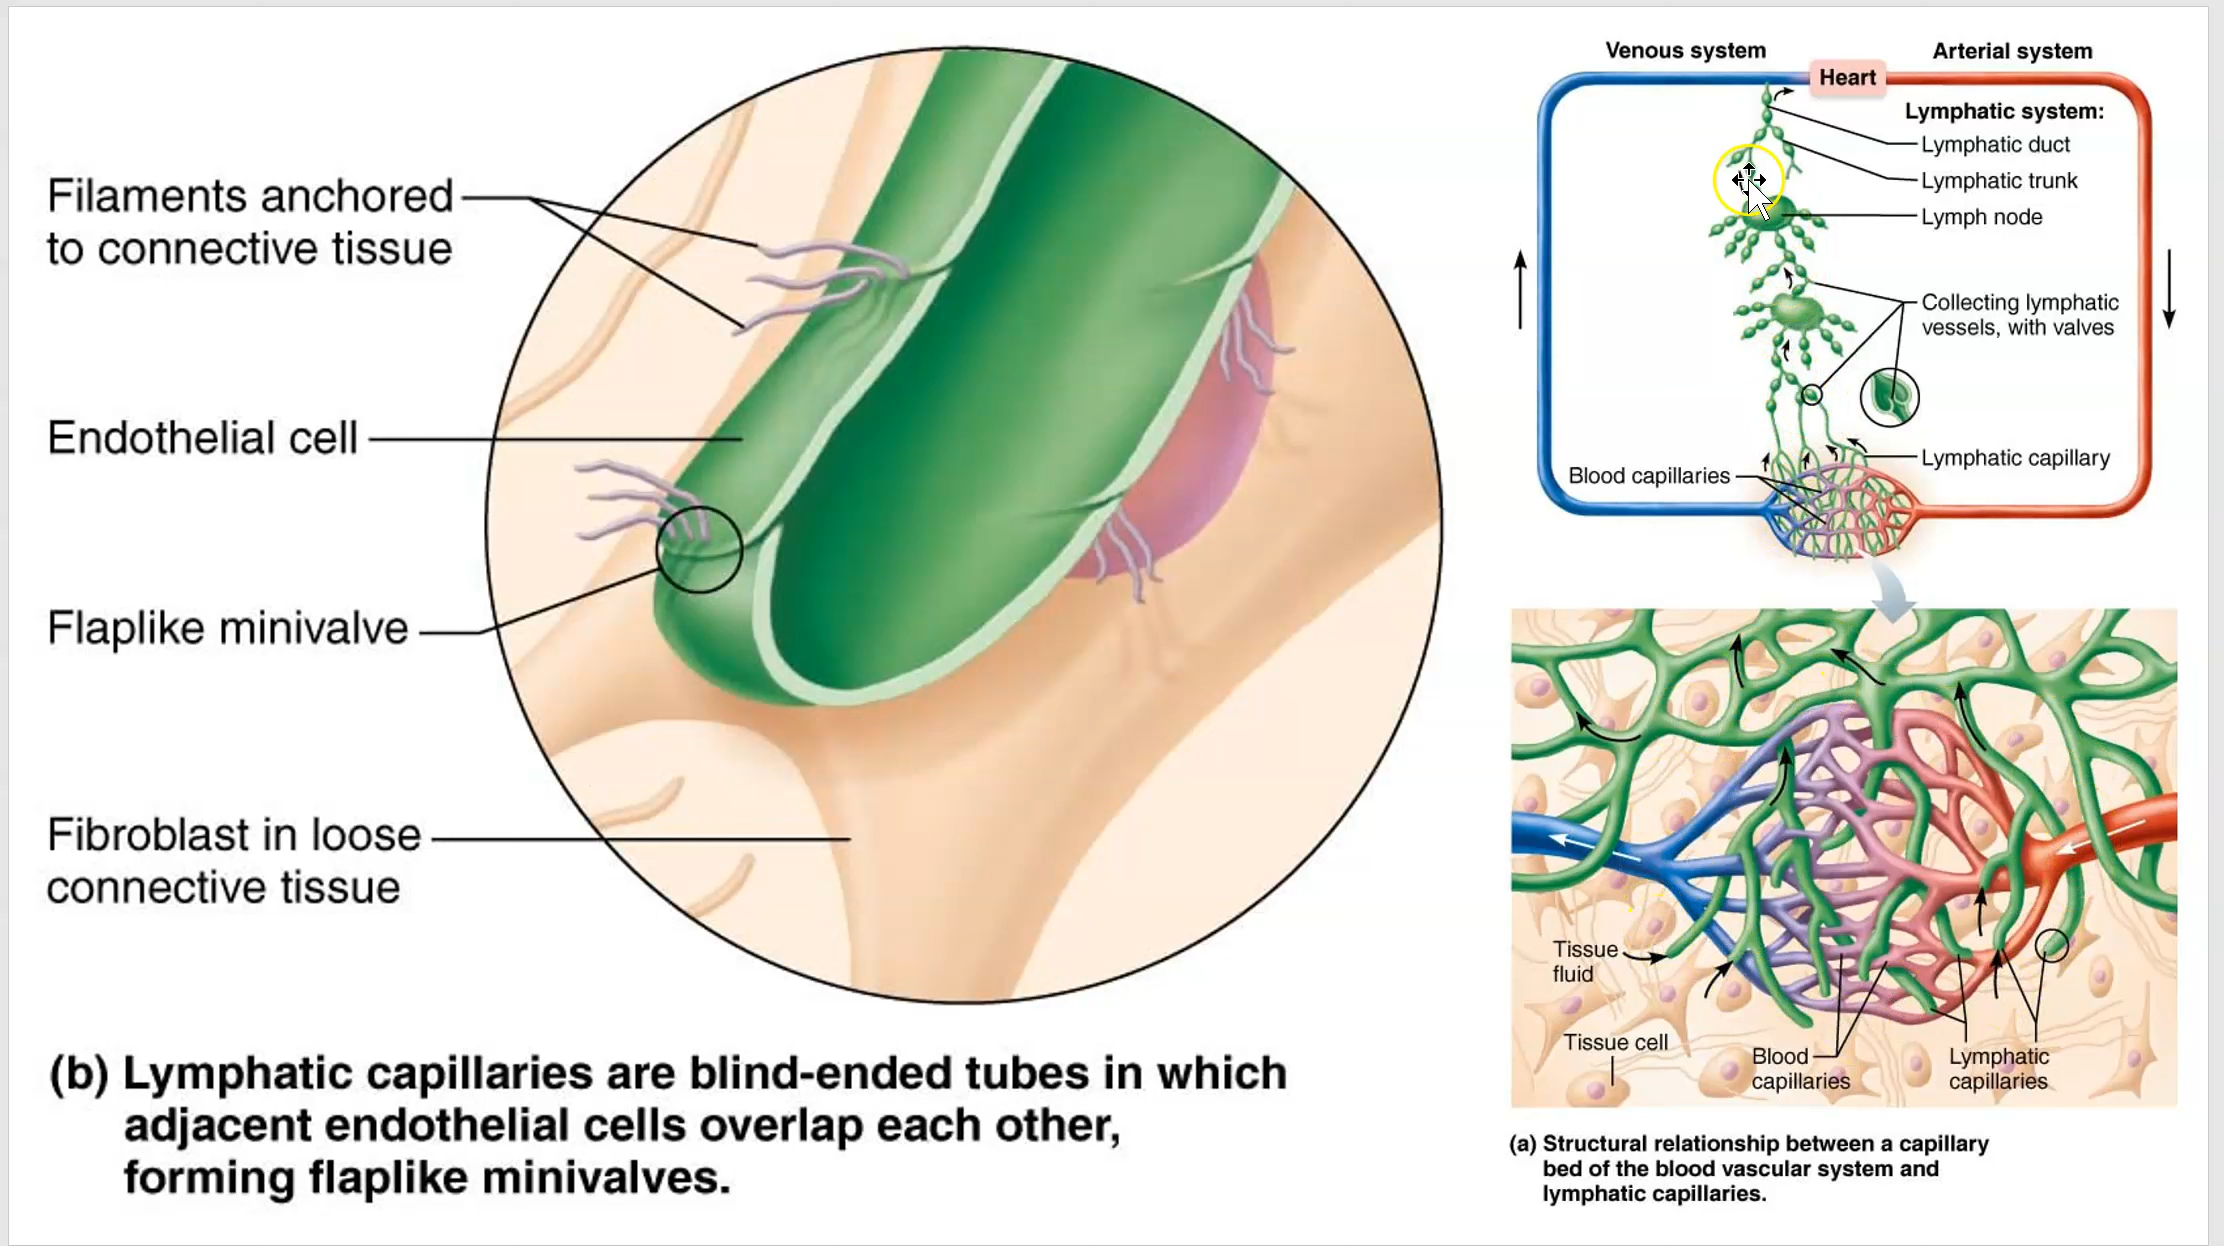 Filaments anchored
to connective tissue
Endothelial cell
Flaplike minivalve
Fibroblast in loose
connective tissue
(b) Lymphatic capillaries are blind-ended tubes in which
adjacent endothelial cells overlap each other,
forming flaplike minivalves.
Venous system
Arterial system
Heart
Lymphatic system:
Lymphatic duct
Lymphatic trunk
Lymph node
Collecting lymphatic
vessels, with valves
Lymphatic capillary
Blood capillaries
Tissue
fluid
Tissue cell
Blood
capillaries
Lymphatic
capillaries
(a) Structural relationship between a capillary
bed of the blood vascular system and
lymphatic capillaries.